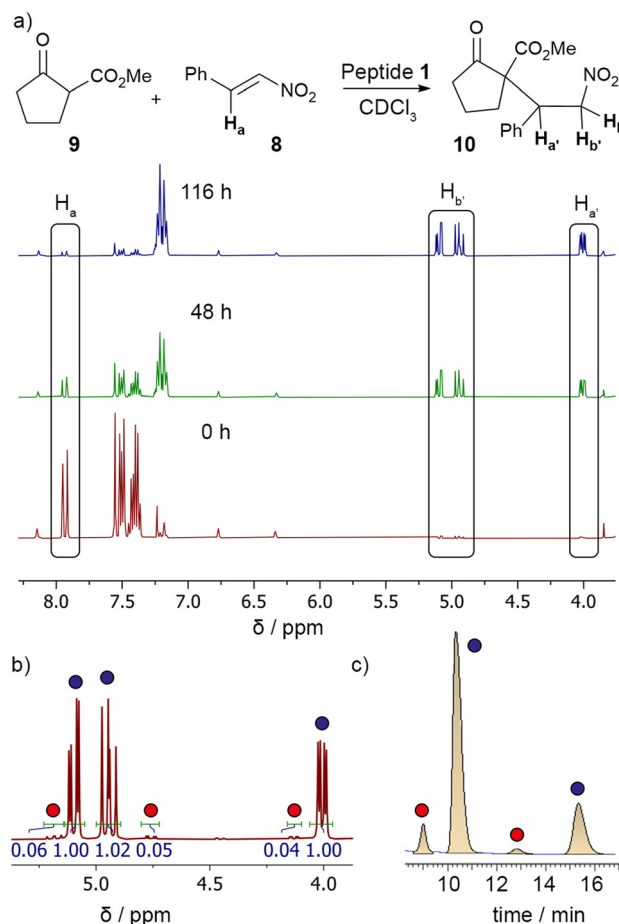 a)
O
CO₂Me
9
+
Ph
NO₂
Hₐ
8
Peptide 1
CDCl₃
O
CO₂Me
NO₂
Ph
Hₐ'
H_b'
10
Hₐ
H_b'
Hₐ'
116 h
48 h
0 h
8.0 7.5 7.0 6.5 6.0 5.5 5.0 4.5 4.0
δ / ppm
b)
0.06 1.00 1.02 0.05 0.04 1.00
5.0 4.5 4.0
δ / ppm
c)
10 12 14 16
time / min